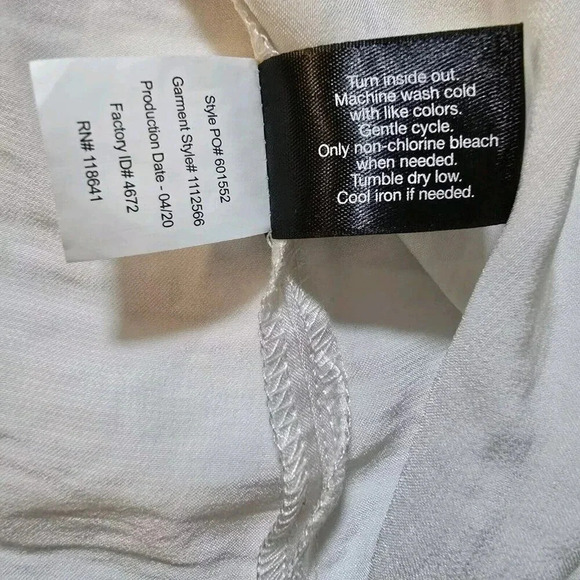 Style PO# 601552
Garment Style# 1112566
Production Date - 04/20
Factory ID# 4672
RN# 118641
Turn inside out.
Machine wash cold
with like colors.
Gentle cycle.
Only non-chlorine bleach
when needed.
Tumble dry low.
Cool iron if needed.